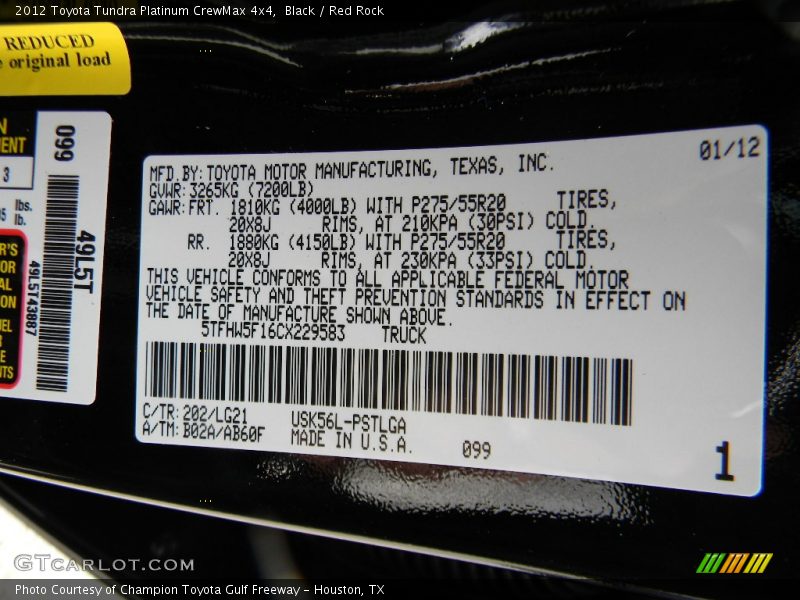 2012 Toyota Tundra Platinum CrewMax 4x4,  Black / Red Rock
REDUCED
original load
ENT
3
lbs.
lb.
099
49L5T
49L5T43887
01/12
MFD.BY:TOYOTA MOTOR MANUFACTURING, TEXAS, INC.
GVWR:3265KG (7200LB)
GAWR:FRT. 1810KG (4000LB) WITH P275/55R20 TIRES,
20X8J RIMS, AT 210KPA (30PSI) COLD.
RR. 1880KG (4150LB) WITH P275/55R20 TIRES,
20X8J RIMS, AT 230KPA (33PSI) COLD.
THIS VEHICLE CONFORMS TO ALL APPLICABLE FEDERAL MOTOR
VEHICLE SAFETY AND THEFT PREVENTION STANDARDS IN EFFECT ON
THE DATE OF MANUFACTURE SHOWN ABOVE.
5TFHW5F16CX229583 TRUCK
C/TR:202/LG21 USK56L-PSTLGA
A/TM:B02A/AB60F MADE IN U.S.A. 099
1
GTCARLOT.COM
Photo Courtesy of Champion Toyota Gulf Freeway – Houston, TX